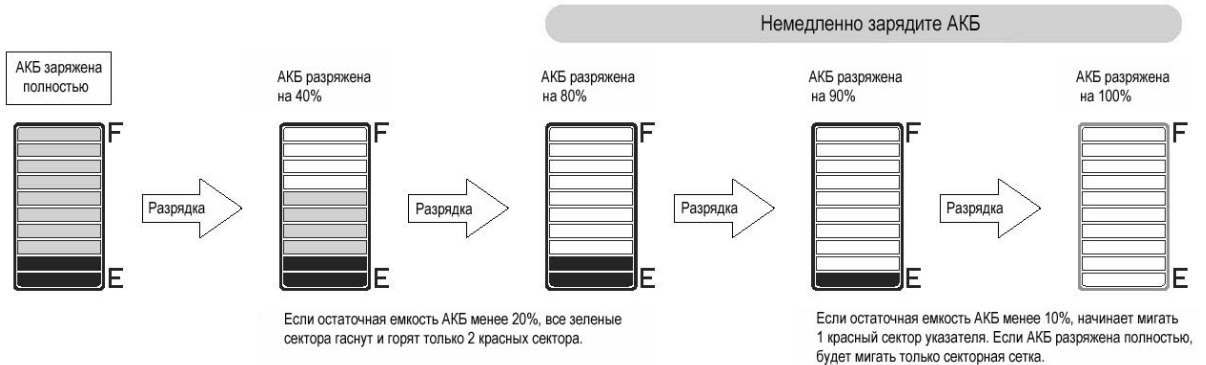 Немедленно зарядите АКБ
АКБ заряжена
полностью
АКБ разряжена
на 40%
АКБ разряжена
на 80%
АКБ разряжена
на 90%
АКБ разряжена
на 100%
F
F
F
F
F
Разрядка
Разрядка
Разрядка
Разрядка
E
E
E
E
E
Если остаточная емкость АКБ менее 20%, все зеленые
сектора гаснут и горят только 2 красных сектора.
Если остаточная емкость АКБ менее 10%, начинает мигать
1 красный сектор указателя. Если АКБ разряжена полностью,
будет мигать только секторная сетка.